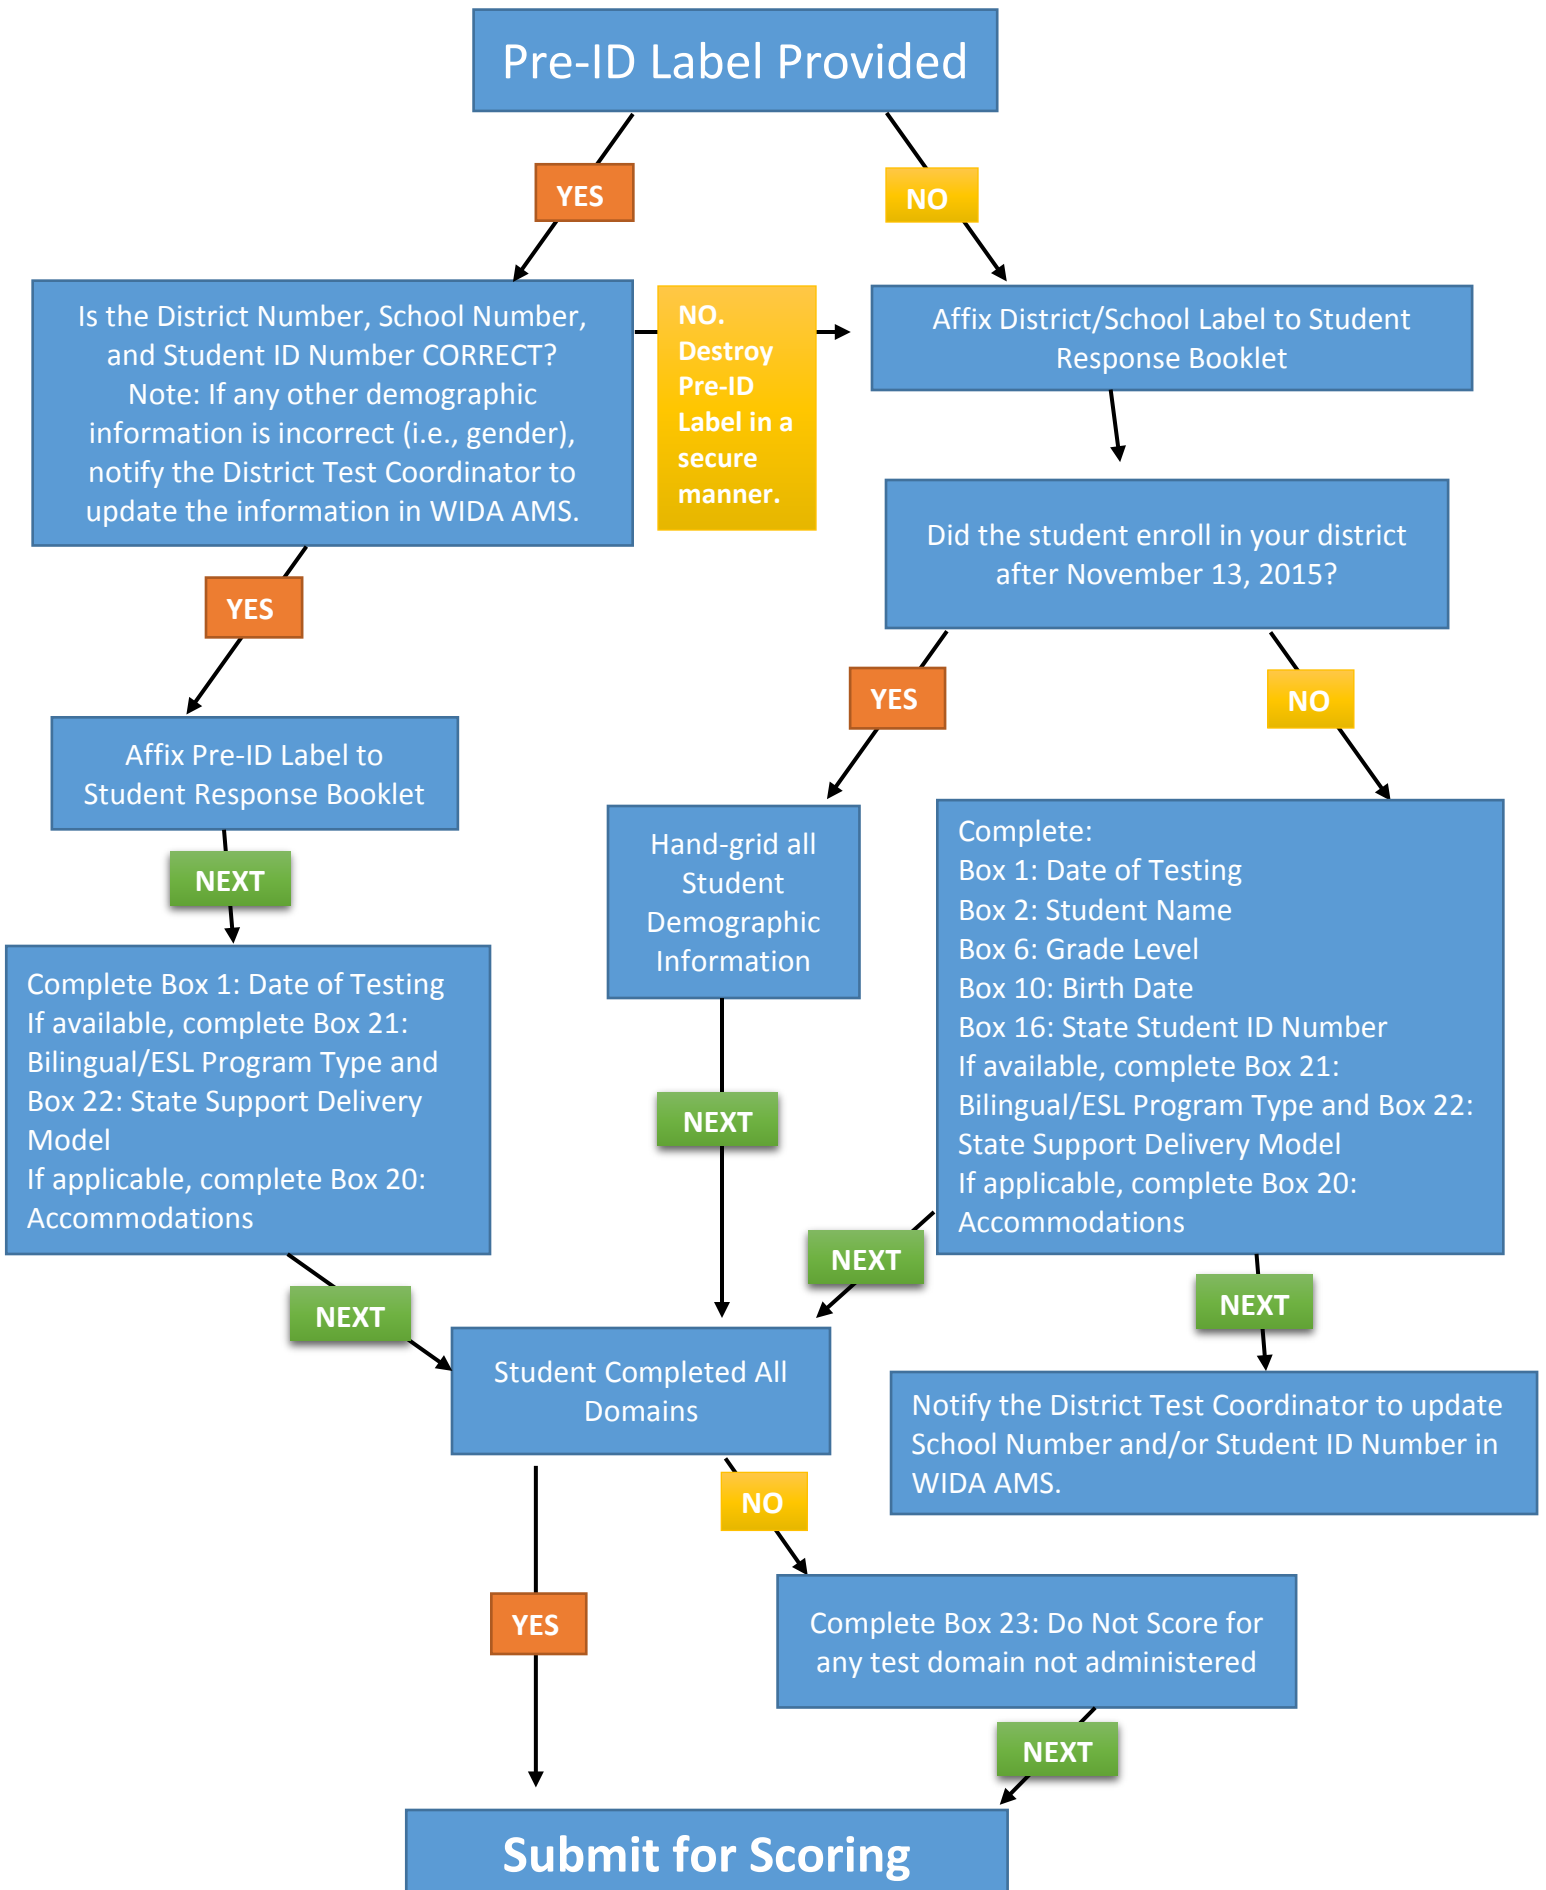 Pre-ID Label Provided
YES
NO
Is the District Number, School Number,
and Student ID Number CORRECT?
Note: If any other demographic
information is incorrect (i.e., gender),
notify the District Test Coordinator to
update the information in WIDA AMS.
NO.
Destroy
Pre-ID
Label in a
secure
manner.
Affix District/School Label to Student
Response Booklet
Did the student enroll in your district
after November 13, 2015?
YES
YES
NO
Affix Pre-ID Label to
Student Response Booklet
NEXT
Hand-grid all
Student
Demographic
Information
Complete:
Box 1: Date of Testing
Box 2: Student Name
Box 6: Grade Level
Box 10: Birth Date
Box 16: State Student ID Number
If available, complete Box 21:
Bilingual/ESL Program Type and Box 22:
State Support Delivery Model
If applicable, complete Box 20:
Accommodations
Complete Box 1: Date of Testing
If available, complete Box 21:
Bilingual/ESL Program Type and
Box 22: State Support Delivery
Model
If applicable, complete Box 20:
Accommodations
NEXT
NEXT
NEXT
NEXT
Student Completed All
Domains
Notify the District Test Coordinator to update
School Number and/or Student ID Number in
WIDA AMS.
NO
YES
Complete Box 23: Do Not Score for
any test domain not administered
NEXT
Submit for Scoring